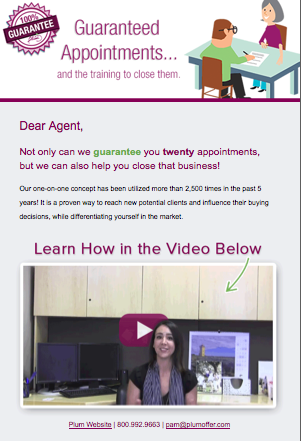 100%
GUARANTEE
Guaranteed
Appointments...
and the training to close them.
Dear Agent,
Not only can we guarantee you twenty appointments,
but we can also help you close that business!
Our one-on-one concept has been utilized more than 2,500 times in the past 5
years! It is a proven way to reach new potential clients and influence their buying
decisions, while differentiating yourself in the market.
Learn How in the Video Below
Plum Website | 800.992.9663 | pam@plumoffer.com